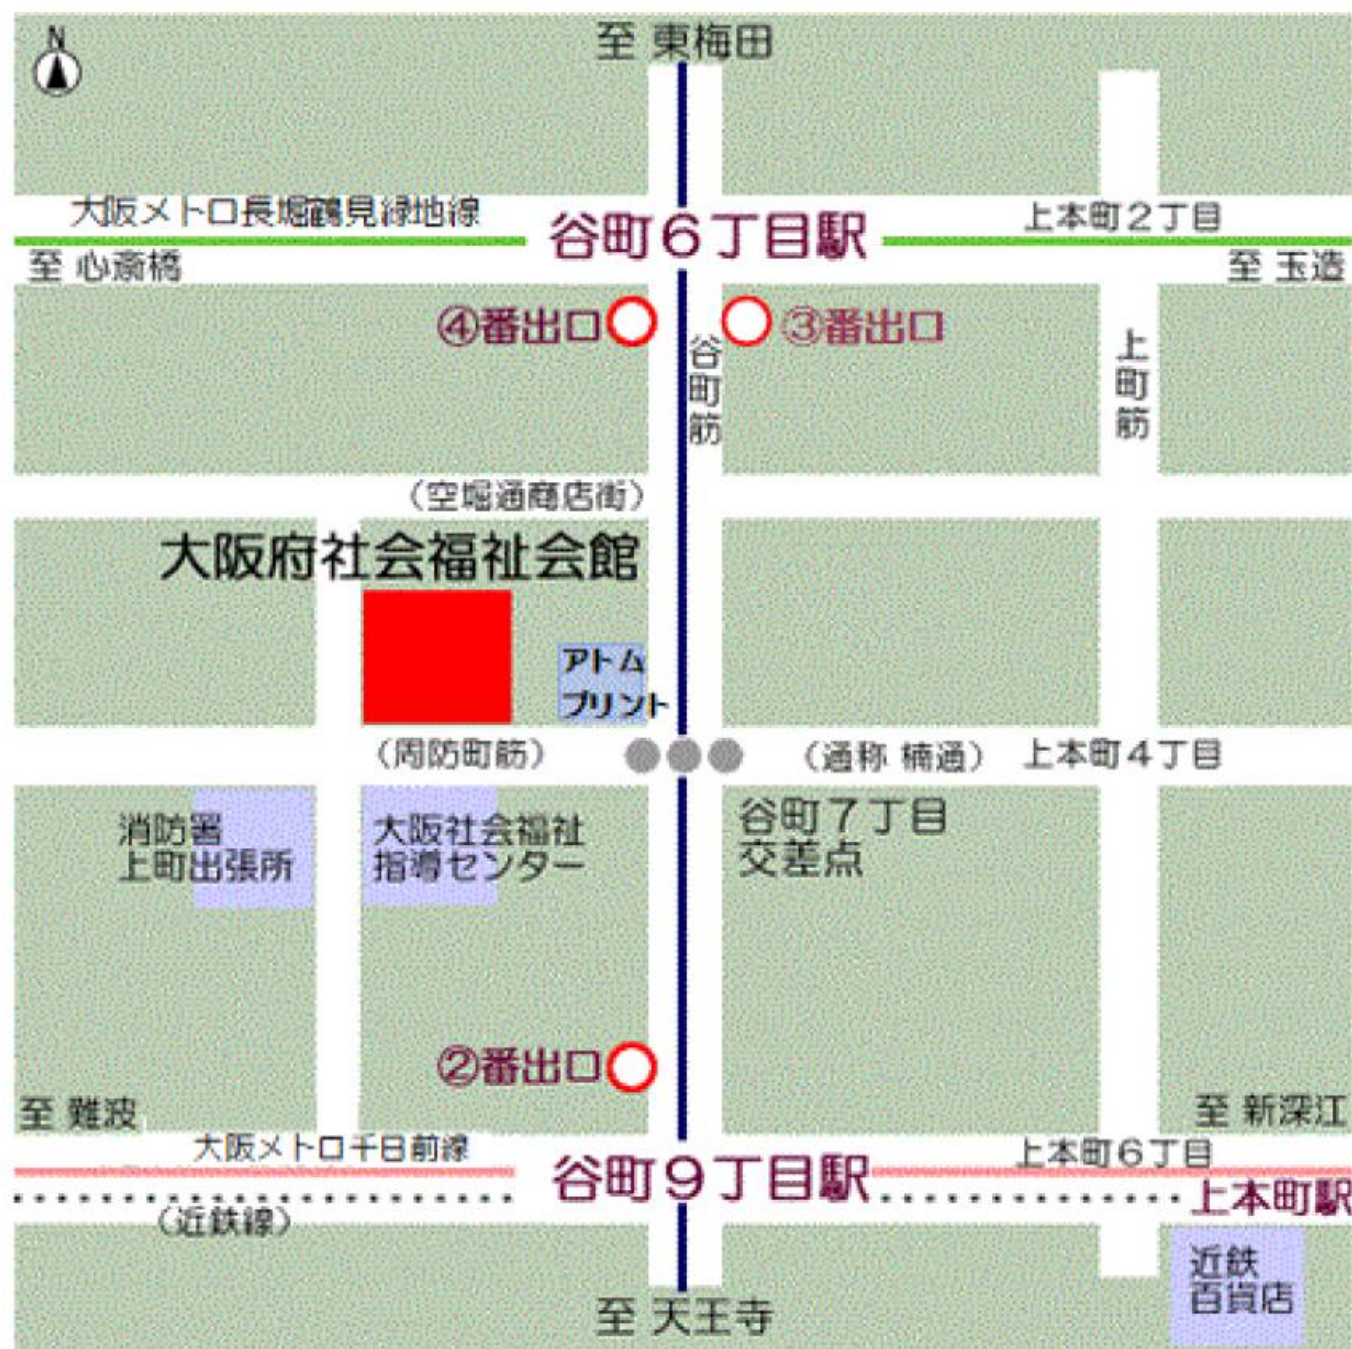 N
至 東梅田
大阪メトロ長堀鶴見緑地線
谷町6丁目駅
上本町2丁目
至 心斎橋
至 玉造
④番出口
③番出口
谷町筋
上町筋
（空堀通商店街）
大阪府社会福祉会館
アトム
プリント
（周防町筋）
（通称 楠通）
上本町4丁目
消防署
上町出張所
大阪社会福祉
指導センター
谷町7丁目
交差点
②番出口
至 難波
至 新深江
大阪メトロ千日前線
谷町9丁目駅
上本町6丁目
上本町駅
（近鉄線）
近鉄
百貨店
至 天王寺